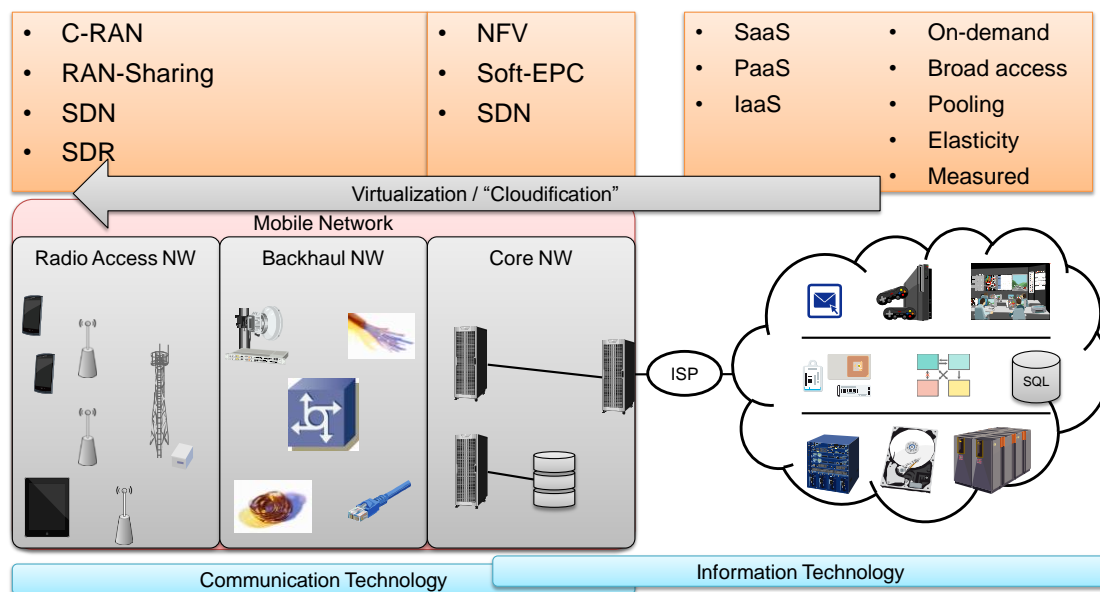 • C-RAN
• RAN-Sharing
• SDN
• SDR
• NFV
• Soft-EPC
• SDN
• SaaS
• PaaS
• IaaS
• On-demand
• Broad access
• Pooling
• Elasticity
• Measured
Virtualization / “Cloudification”
Mobile Network
Radio Access NW
Backhaul NW
Core NW
ISP
SQL
Communication Technology
Information Technology